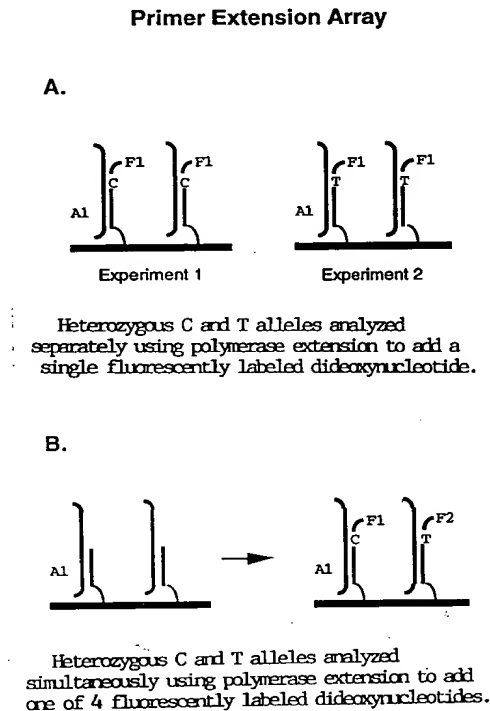 Primer Extension Array
A.
F1 F1 F1 F1
C C T T
A1 A1
Experiment 1 Experiment 2
Heterozygous C and T alleles analyzed
separately using polymerase extension to add a
single fluorescently labeled dideoxynucleotide.
B.
F1 F2
C T
A1 A1
Heterozygous C and T alleles analyzed
simultaneously using polymerase extension to add
one of 4 fluorescently labeled dideoxynucleotides.